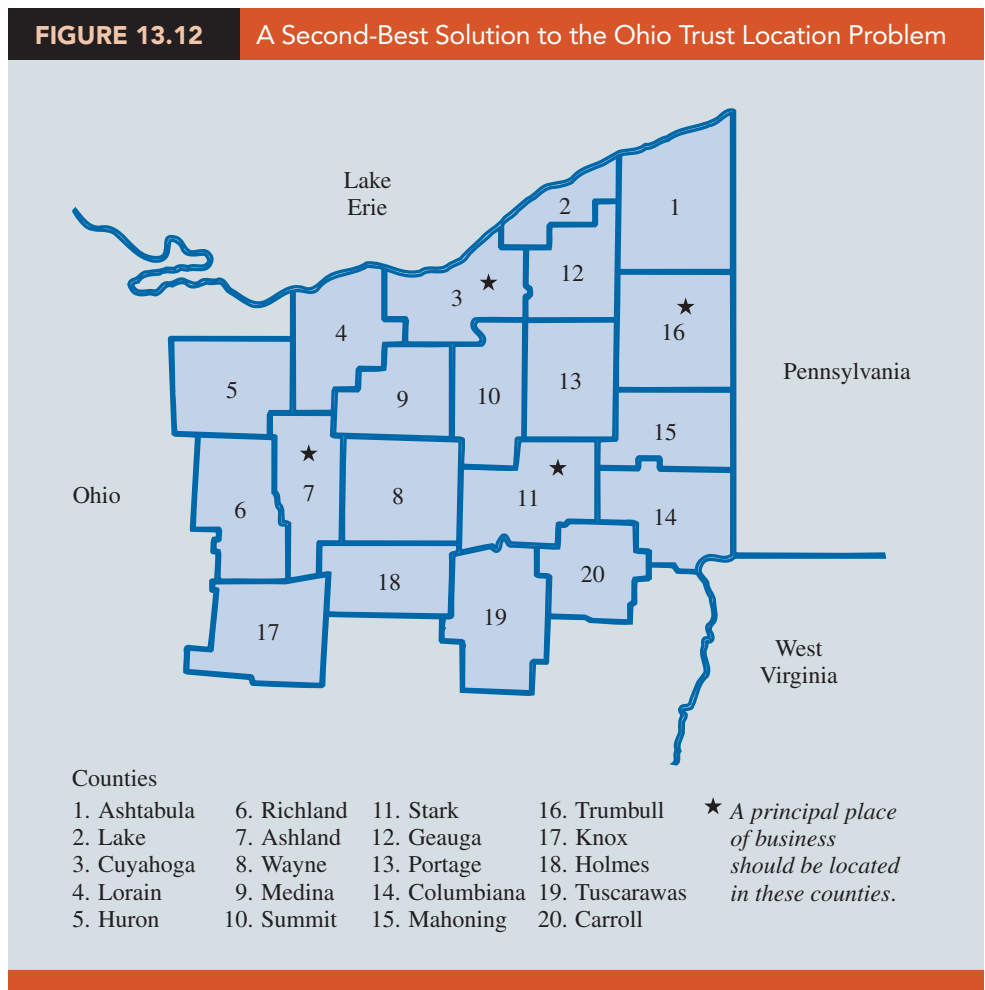 FIGURE 13.12 A Second-Best Solution to the Ohio Trust Location Problem
Lake
Erie
2
1
12
3
16
4
Pennsylvania
13
5
10
9
15
Ohio
7
8
11
6
14
20
18
19
17
West
Virginia
Counties
1. Ashtabula
2. Lake
3. Cuyahoga
4. Lorain
5. Huron
6. Richland
7. Ashland
8. Wayne
9. Medina
10. Summit
11. Stark
12. Geauga
13. Portage
14. Columbiana
15. Mahoning
16. Trumbull
17. Knox
18. Holmes
19. Tuscarawas
20. Carroll
★ A principal place
of business
should be located
in these counties.